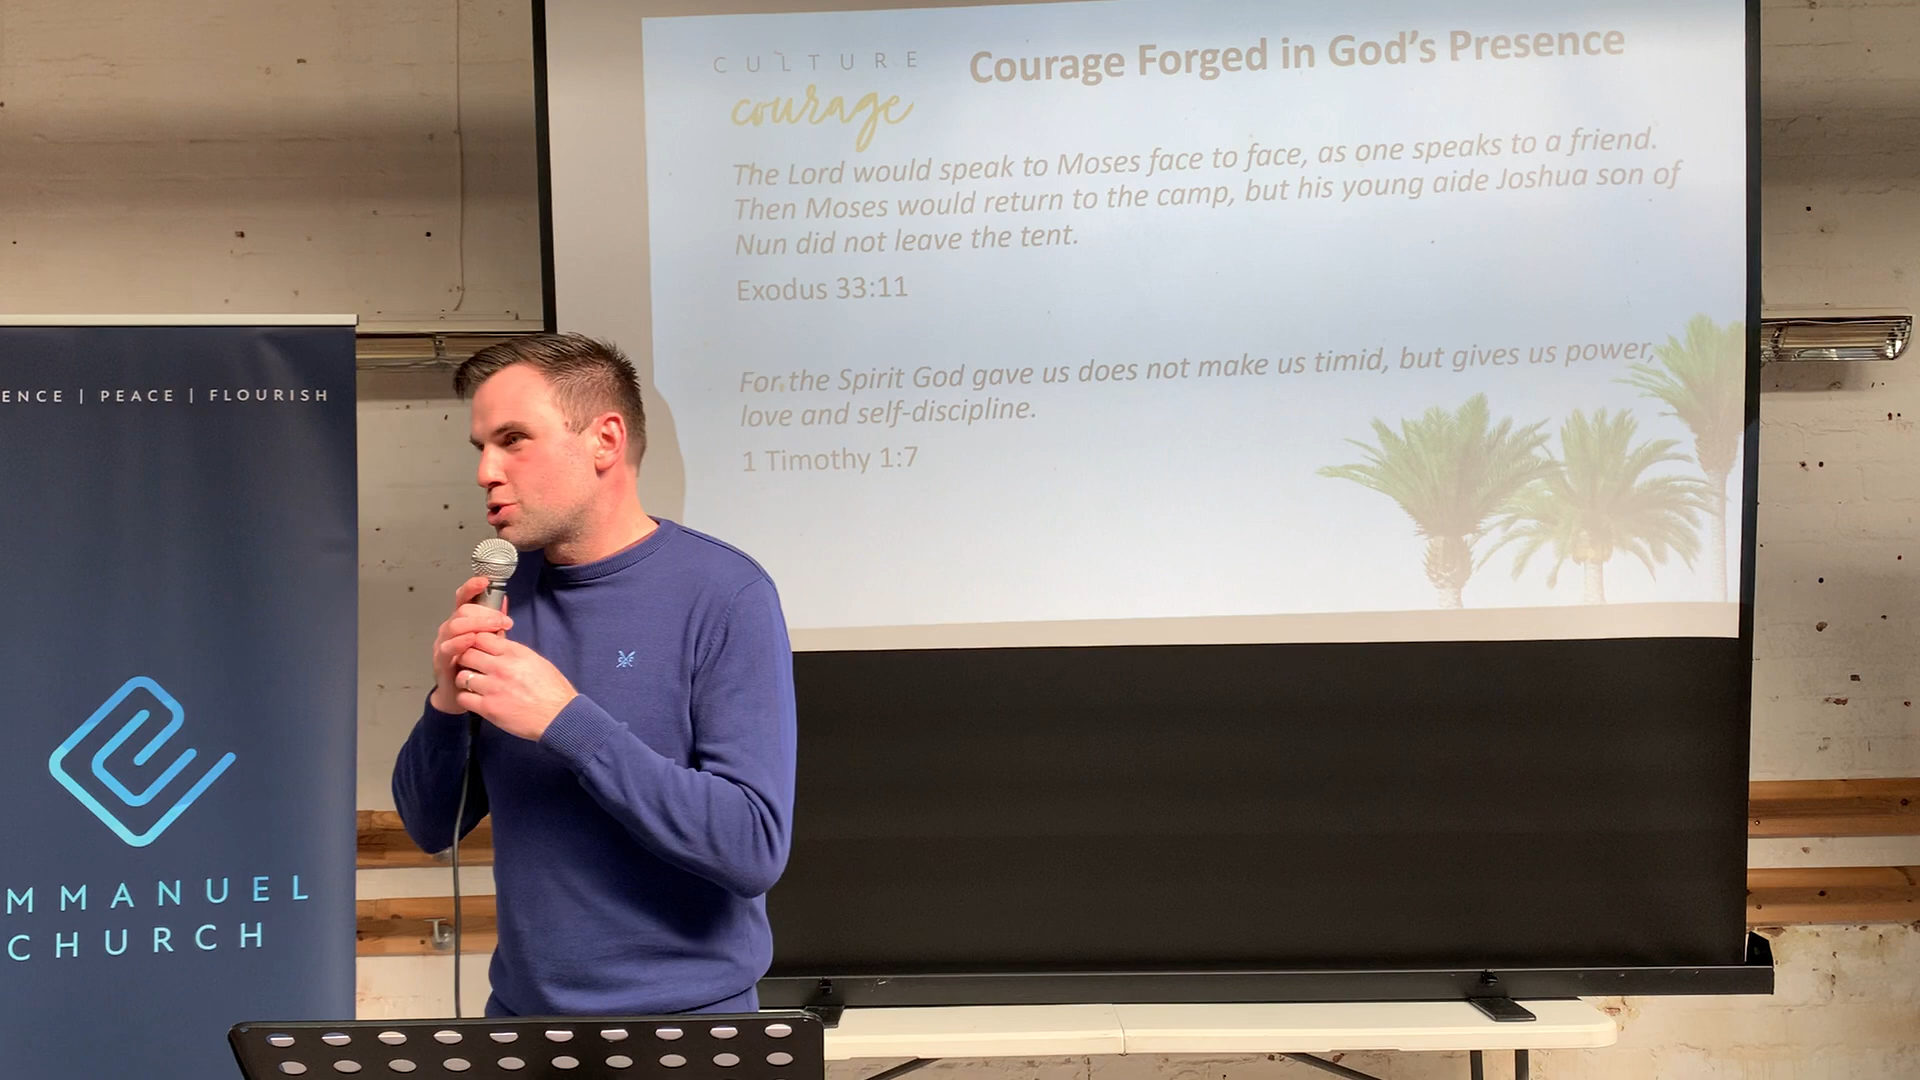 CULTURE
courage
Courage Forged in God's Presence
The Lord would speak to Moses face to face, as one speaks to a friend.
Then Moses would return to the camp, but his young aide Joshua son of
Nun did not leave the tent.
Exodus 33:11
For the Spirit God gave us does not make us timid, but gives us power,
love and self-discipline.
1 Timothy 1:7
ENCE | PEACE | FLOURISH
MMANUEL
CHURCH